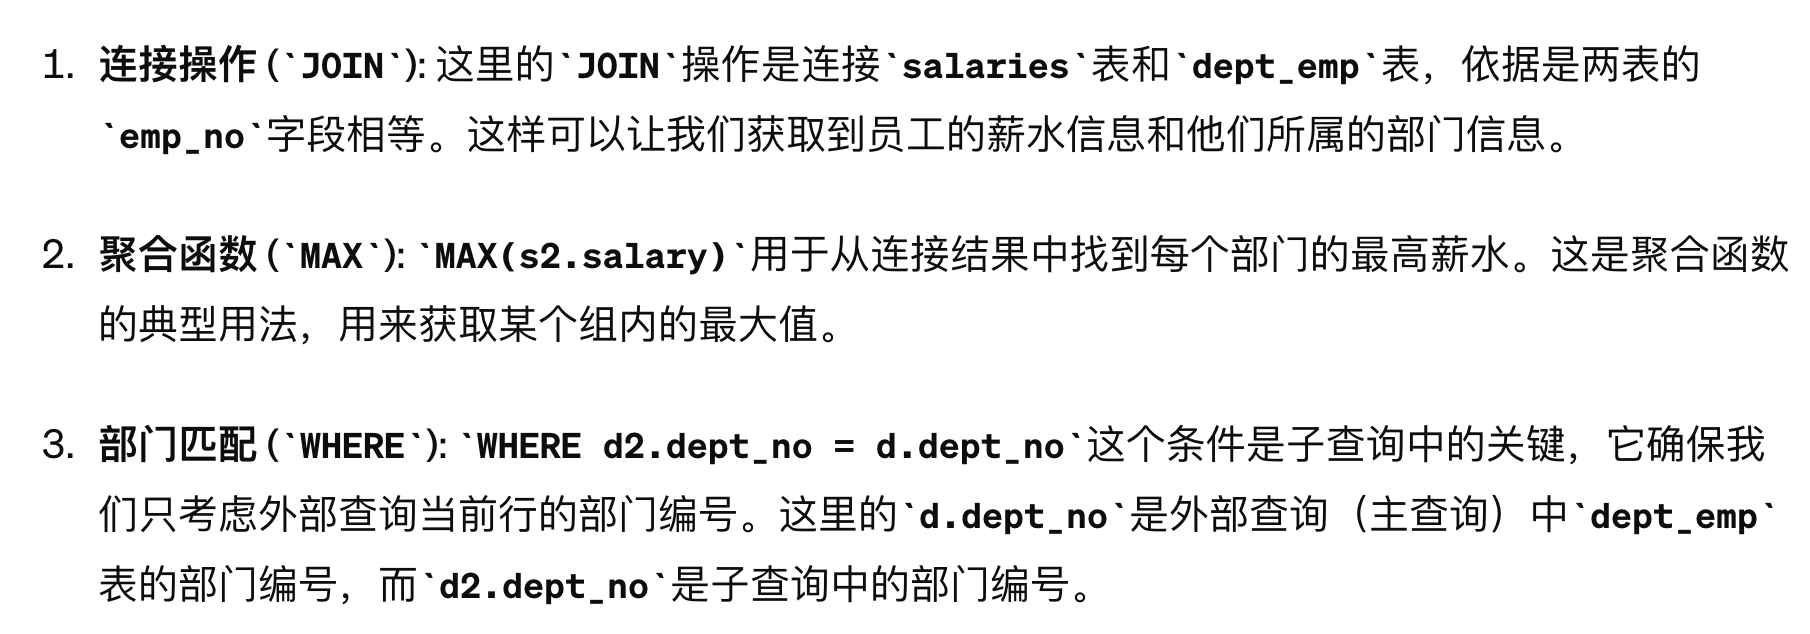 1. 连接操作 (`JOIN`): 这里的`JOIN`操作是连接`salaries`表和`dept_emp`表，依据是两表的
`emp_no`字段相等。这样可以让我们获取到员工的薪水信息和他们所属的部门信息。
2. 聚合函数 (`MAX`): `MAX(s2.salary)`用于从连接结果中找到每个部门的最高薪水。这是聚合函数
的典型用法，用来获取某个组内的最大值。
3. 部门匹配 (`WHERE`): `WHERE d2.dept_no = d.dept_no`这个条件是子查询中的关键，它确保我
们只考虑外部查询当前行的部门编号。这里的`d.dept_no`是外部查询（主查询）中`dept_emp`
表的部门编号，而`d2.dept_no`是子查询中的部门编号。